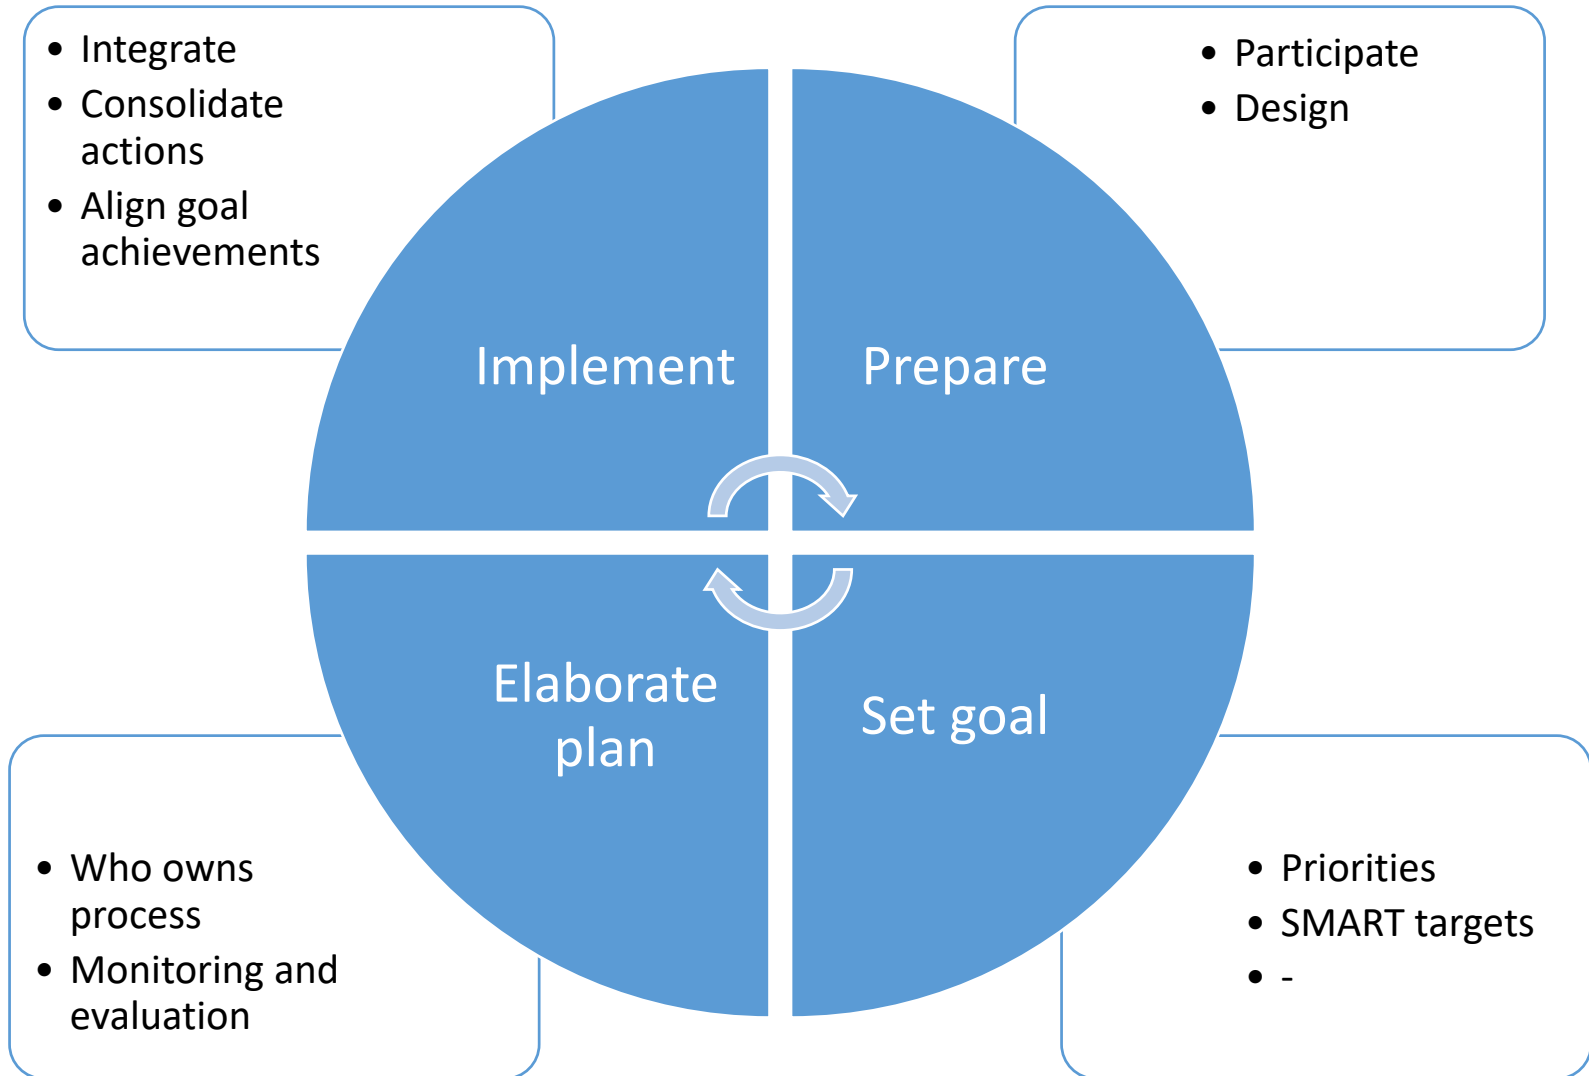 • Integrate
• Consolidate
actions
• Align goal
achievements
• Participate
• Design
Implement
Prepare
Elaborate
plan
Set goal
• Who owns
process
• Monitoring and
evaluation
• Priorities
• SMART targets
• -